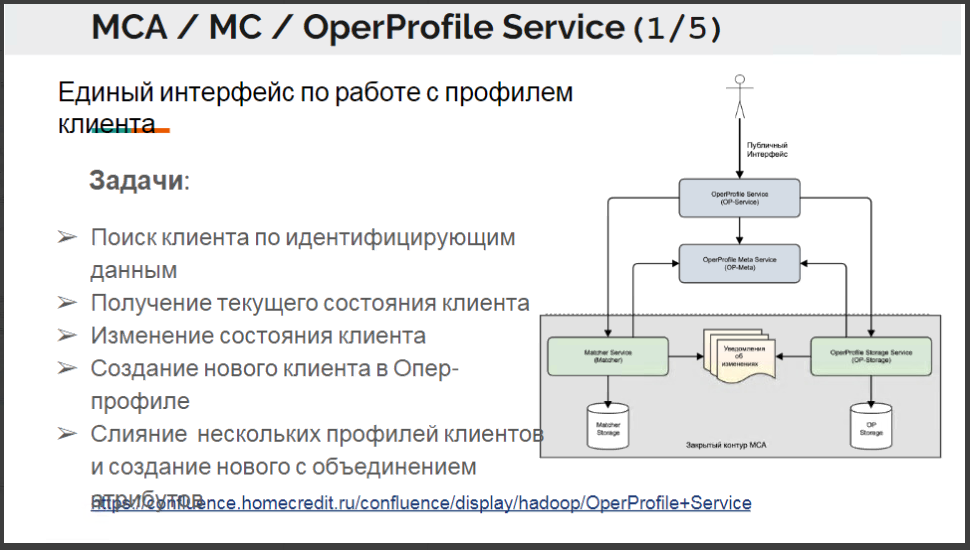 MCA / MC / OperProfile Service (1/5)
Единый интерфейс по работе с профилем
клиента
Задачи:
➢ Поиск клиента по идентифицирующим
данным
➢ Получение текущего состояния клиента
➢ Изменение состояния клиента
➢ Создание нового клиента в Опер-
профиле
➢ Слияние нескольких профилей клиентов
и создание нового с объединением
атрибутов
https://confluence.homecredit.ru/confluence/display/hadoop/OperProfile+Service
Публичный
Интерфейс
OperProfile Service
(OP-Service)
OperProfile Meta Service
(OP-Meta)
Matcher Service
(Matcher)
Уведомления
об
изменениях
OperProfile Storage Service
(OP-Storage)
Matcher
Storage
OP
Storage
Закрытый контур MCA